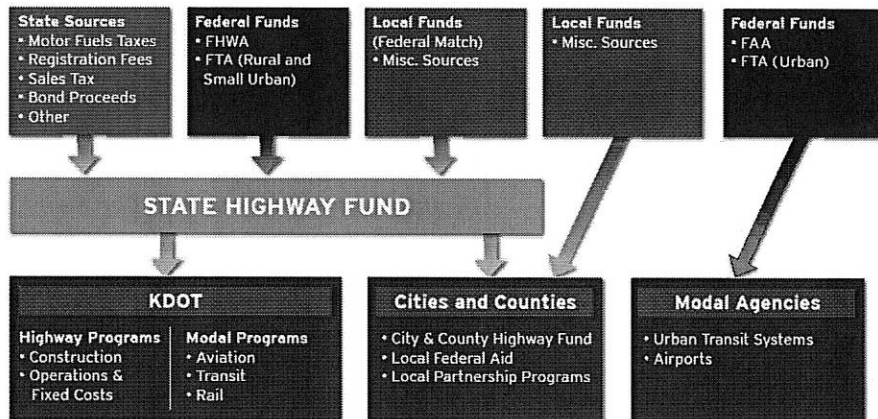 State Sources
• Motor Fuels Taxes
• Registration Fees
• Sales Tax
• Bond Proceeds
• Other
Federal Funds
• FHWA
• FTA (Rural and
Small Urban)
Local Funds
(Federal Match)
• Misc. Sources
Local Funds
• Misc. Sources
Federal Funds
• FAA
• FTA (Urban)
STATE HIGHWAY FUND
KDOT
Highway Programs
• Construction
• Operations &
Fixed Costs
Modal Programs
• Aviation
• Transit
• Rail
Cities and Counties
• City & County Highway Fund
• Local Federal Aid
• Local Partnership Programs
Modal Agencies
• Urban Transit Systems
• Airports